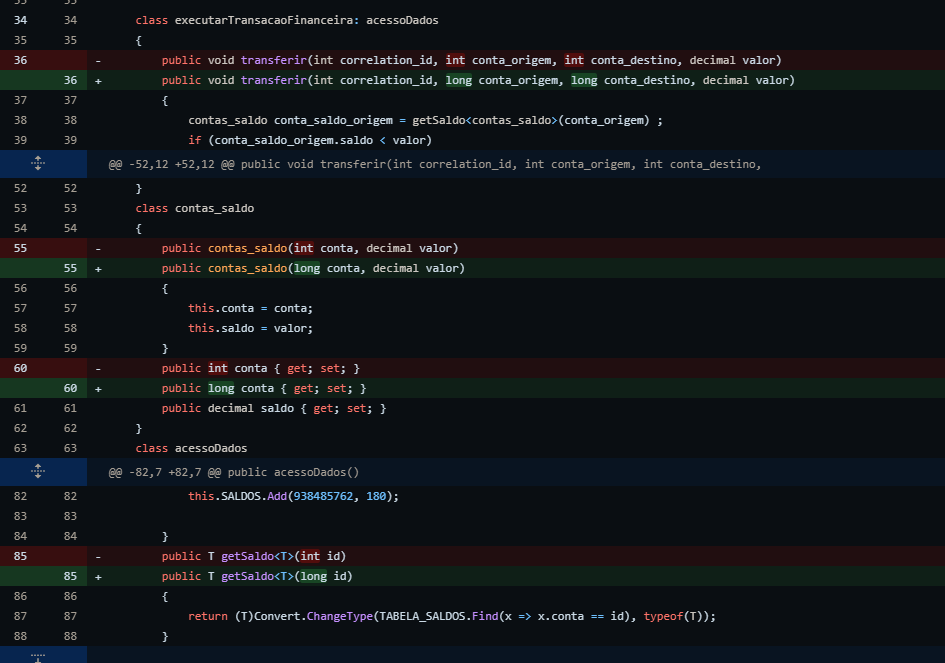 34 34 class executarTransacaoFinanceira: acessoDados
35 35 {
36 - public void transferir(int correlation_id, int conta_origem, int conta_destino, decimal valor)
36 + public void transferir(int correlation_id, long conta_origem, long conta_destino, decimal valor)
37 37 {
38 38 contas_saldo conta_saldo_origem = getSaldo<contas_saldo>(conta_origem) ;
39 39 if (conta_saldo_origem.saldo < valor)
@@ -52,12 +52,12 @@ public void transferir(int correlation_id, int conta_origem, int conta_destino,
52 52 }
53 53 class contas_saldo
54 54 {
55 - public contas_saldo(int conta, decimal valor)
55 + public contas_saldo(long conta, decimal valor)
56 56 {
57 57 this.conta = conta;
58 58 this.saldo = valor;
59 59 }
60 - public int conta { get; set; }
60 + public long conta { get; set; }
61 61 public decimal saldo { get; set; }
62 62 }
63 63 class acessoDados
@@ -82,7 +82,7 @@ public acessoDados()
82 82 this.SALDOS.Add(938485762, 180);
83 83
84 84 }
85 - public T getSaldo<T>(int id)
85 + public T getSaldo<T>(long id)
86 86 {
87 87 return (T)Convert.ChangeType(TABELA_SALDOS.Find(x => x.conta == id), typeof(T));
88 88 }